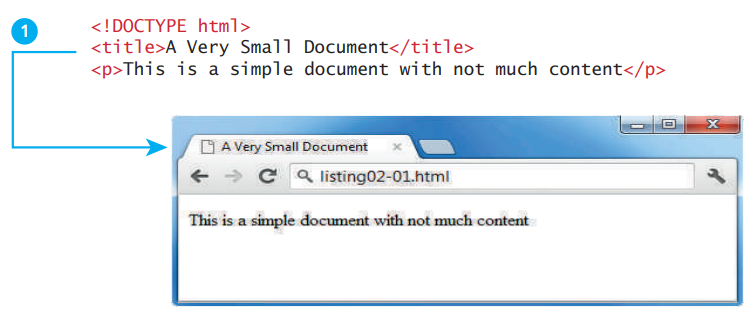 1
<!DOCTYPE html>
<title>A Very Small Document</title>
<p>This is a simple document with not much content</p>
A Very Small Document
listing02-01.html
This is a simple document with not much content